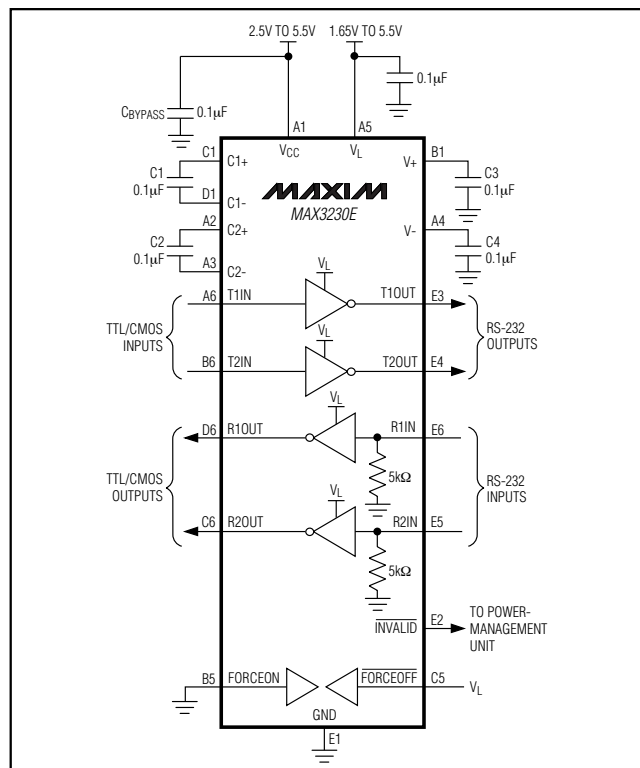 2.5V TO 5.5V 1.65V TO 5.5V
0.1μF
CBYPASS 0.1μF
A1 A5
C1 C1+ VCC VL V+ B1
C1 0.1μF
C3 0.1μF
D1 C1-
MAXIM
MAX3230E
A2 C2+
V- A4
C2 0.1μF
C4 0.1μF
A3 C2-
VL
A6 T1IN T1OUT E3
TTL/CMOS INPUTS
RS-232 OUTPUTS
VL
B6 T2IN T2OUT E4
VL
D6 R1OUT R1IN E6
5kΩ
TTL/CMOS OUTPUTS
RS-232 INPUTS
VL
C6 R2OUT R2IN E5
5kΩ
INVALID E2
TO POWER-
MANAGEMENT
UNIT
B5 FORCEON FORCEOFF C5 VL
GND
E1